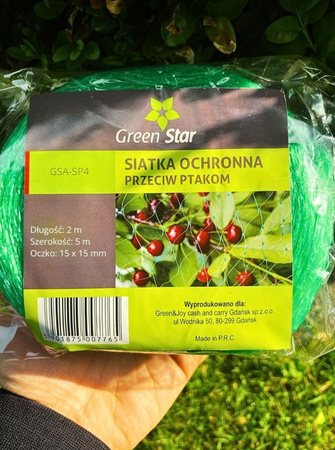 Green Star
GSA-SP4
SIATKA OCHRONNA
PRZECIW PTAKOM
Długość: 2 m
Szerokość: 5 m
Oczko: 15 x 15 mm
5901875007765
Wyprodukowano dla:
Green&Joy cash and carry Gdańsk sp.z.o.o.
ul.Wodnika 50, 80-299 Gdańsk
Made in P.R.C.